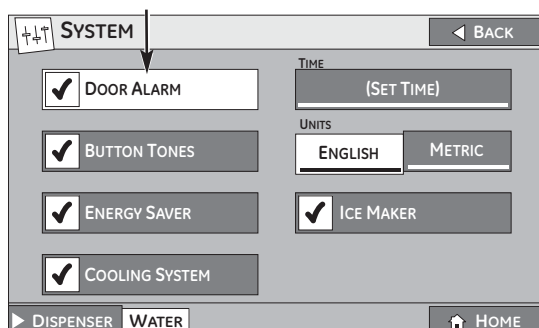 SYSTEM
BACK
DOOR ALARM
TIME
(SET TIME)
BUTTON TONES
UNITS
ENGLISH
METRIC
ENERGY SAVER
ICE MAKER
COOLING SYSTEM
DISPENSER
WATER
HOME